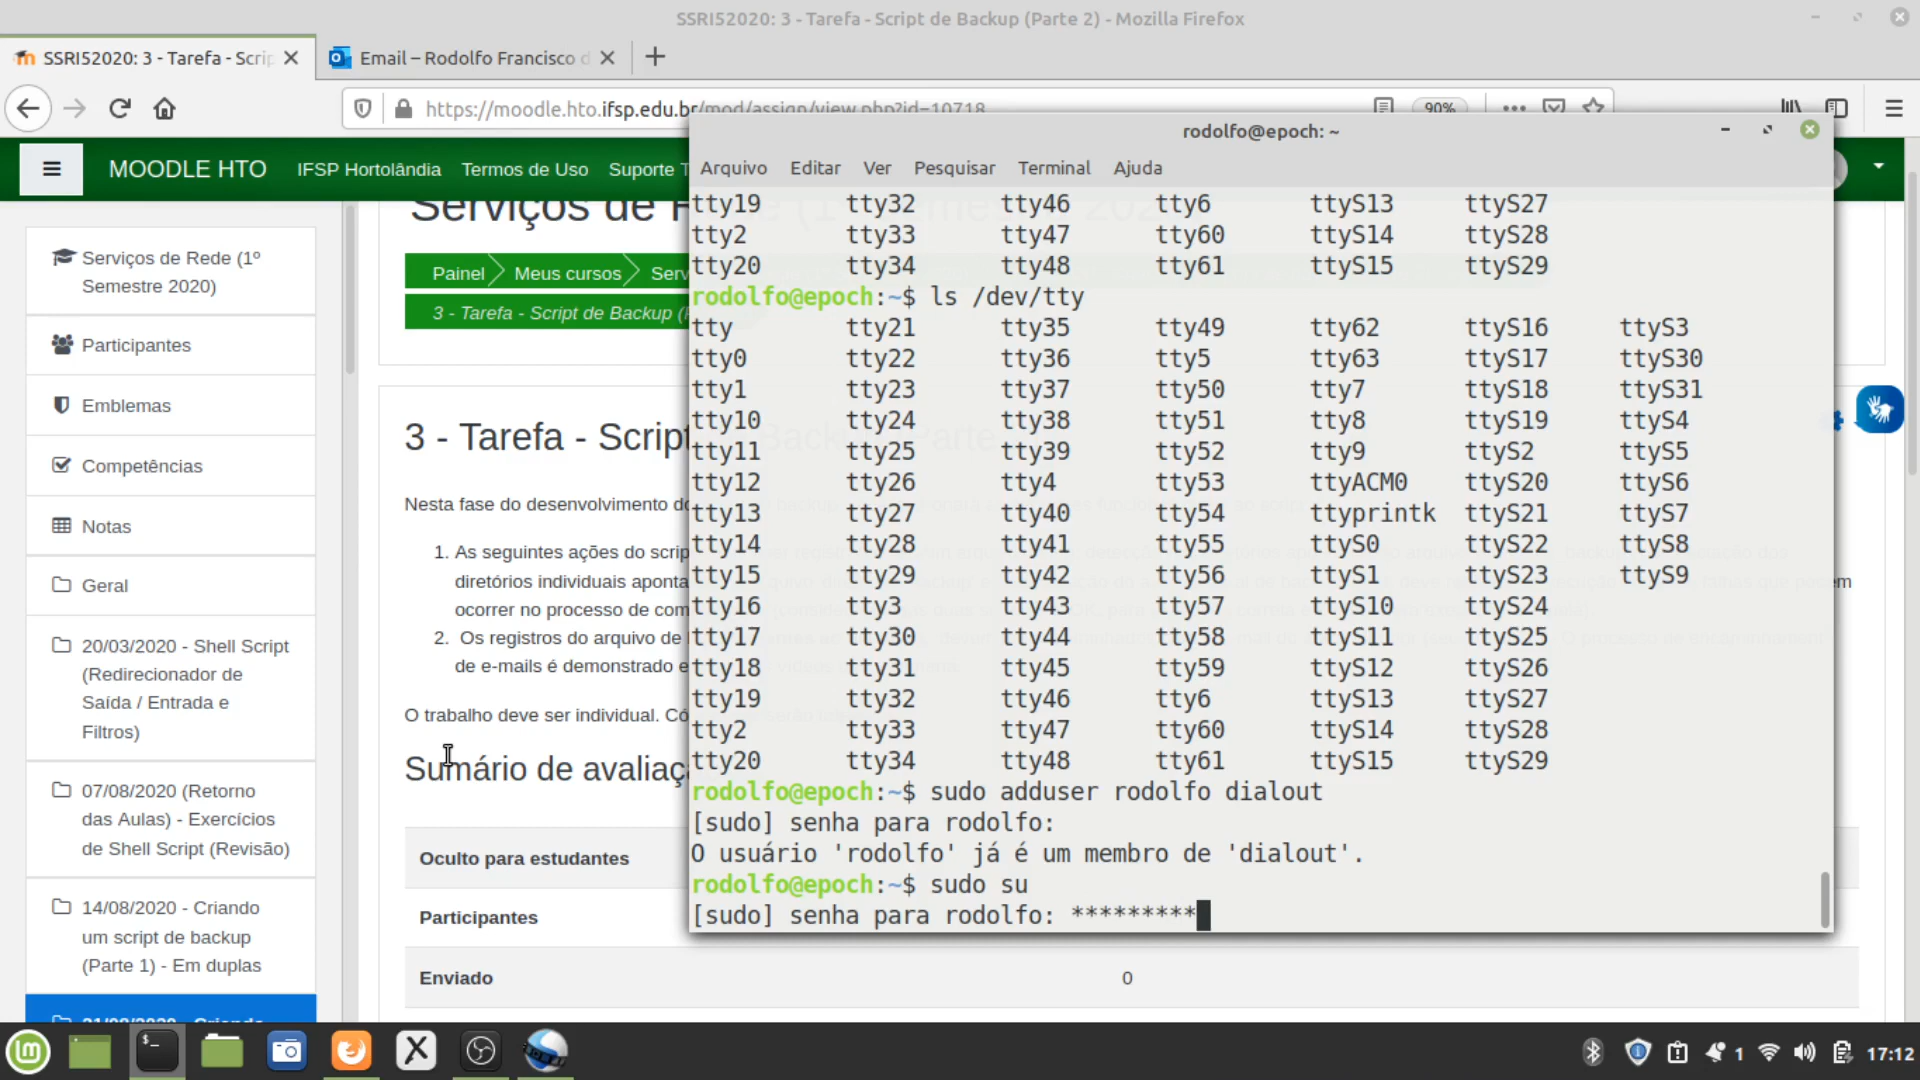 SSRI52020: 3 - Tarefa - Script de Backup (Parte 2) - Mozilla Firefox
SSRI52020: 3 - Tarefa - Scrip
Email – Rodolfo Francisco d
https://moodle.hto.ifsp.edu.br/mod/assign/view.php?id=10718
90%
MOODLE HTO
IFSP Hortolândia
Termos de Uso
Suporte T
Serviços de Rede (1º Semestre 2020)
Participantes
Emblemas
Competências
Notas
Geral
20/03/2020 - Shell Script
(Redirecionador de
Saída / Entrada e
Filtros)
07/08/2020 (Retorno
das Aulas) - Exercícios
de Shell Script (Revisão)
14/08/2020 - Criando
um script de backup
(Parte 1) - Em duplas
21/08/2020 - Criando
Serviços de
Painel
Meus cursos
Serv
3 - Tarefa - Script de Backup (P
3 - Tarefa - Script
Nesta fase do desenvolvimento do
1. As seguintes ações do scrip
diretórios individuais aponta
ocorrer no processo de com
2. Os registros do arquivo de
de e-mails é demonstrado e
O trabalho deve ser individual. Có
Sumário de avaliaç
Oculto para estudantes
Participantes
Enviado
0
rodolfo@epoch: ~
Arquivo Editar Ver Pesquisar Terminal Ajuda
tty19 tty32 tty46 tty6 ttyS13 ttyS27
tty2 tty33 tty47 tty60 ttyS14 ttyS28
tty20 tty34 tty48 tty61 ttyS15 ttyS29
rodolfo@epoch:~$ ls /dev/tty
tty tty21 tty35 tty49 tty62 ttyS16 ttyS3
tty0 tty22 tty36 tty5 tty63 ttyS17 ttyS30
tty1 tty23 tty37 tty50 tty7 ttyS18 ttyS31
tty10 tty24 tty38 tty51 tty8 ttyS19 ttyS4
tty11 tty25 tty39 tty52 tty9 ttyS2 ttyS5
tty12 tty26 tty4 tty53 ttyACM0 ttyS20 ttyS6
tty13 tty27 tty40 tty54 ttyprintk ttyS21 ttyS7
tty14 tty28 tty41 tty55 ttyS0 ttyS22 ttyS8
tty15 tty29 tty42 tty56 ttyS1 ttyS23 ttyS9
tty16 tty3 tty43 tty57 ttyS10 ttyS24
tty17 tty30 tty44 tty58 ttyS11 ttyS25
tty18 tty31 tty45 tty59 ttyS12 ttyS26
tty19 tty32 tty46 tty6 ttyS13 ttyS27
tty2 tty33 tty47 tty60 ttyS14 ttyS28
tty20 tty34 tty48 tty61 ttyS15 ttyS29
rodolfo@epoch:~$ sudo adduser rodolfo dialout
[sudo] senha para rodolfo:
O usuário 'rodolfo' já é um membro de 'dialout'.
rodolfo@epoch:~$ sudo su
[sudo] senha para rodolfo: *********
1
17:12